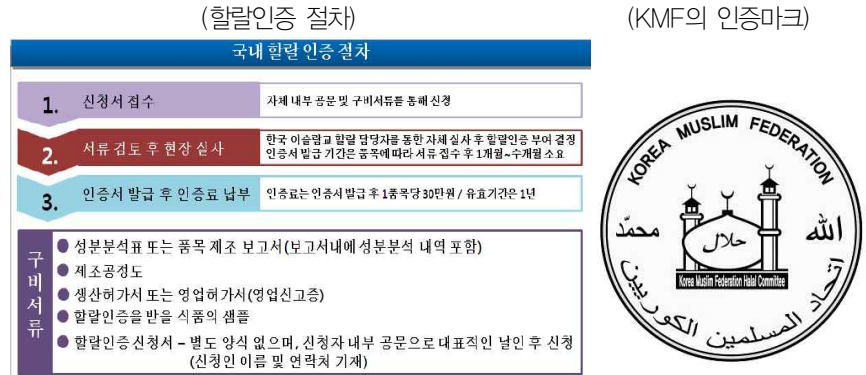 (할랄인증 절차)
(KMF의 인증마크)
국내 할랄 인증 절차
1. 신청서 접수
자체 내부 공문 및 구비서류를 통해 신청
2. 서류 검토 후 현장 실사
한국 이슬람교 할랄 담당자를 통한 자체 실사 후 할랄인증 부여 결정
인증서 발급 기간은 품목에 따라 서류 접수 후 1개월~수개월 소요
3. 인증서 발급 후 인증료 납부
인증료는 인증서 발급 후 1품목당 30만원 / 유효기간은 1년
구비서류
● 성분분석표 또는 품목 제조 보고서(보고서내에 성분분석 내역 포함)
● 제조공정도
● 생산허가서 또는 영업허가서(영업신고증)
● 할랄인증을 받을 식품의 샘플
● 할랄인증신청서 – 별도 양식 없으며, 신청자 내부 공문으로 대표적인 날인 후 신청
(신청인 이름 및 연락처 기재)
KOREA MUSLIM FEDERATION
محمّد
الله
حلال
Korea Muslim Federation Halal Committee
اتحاد المسلمين الكوريين